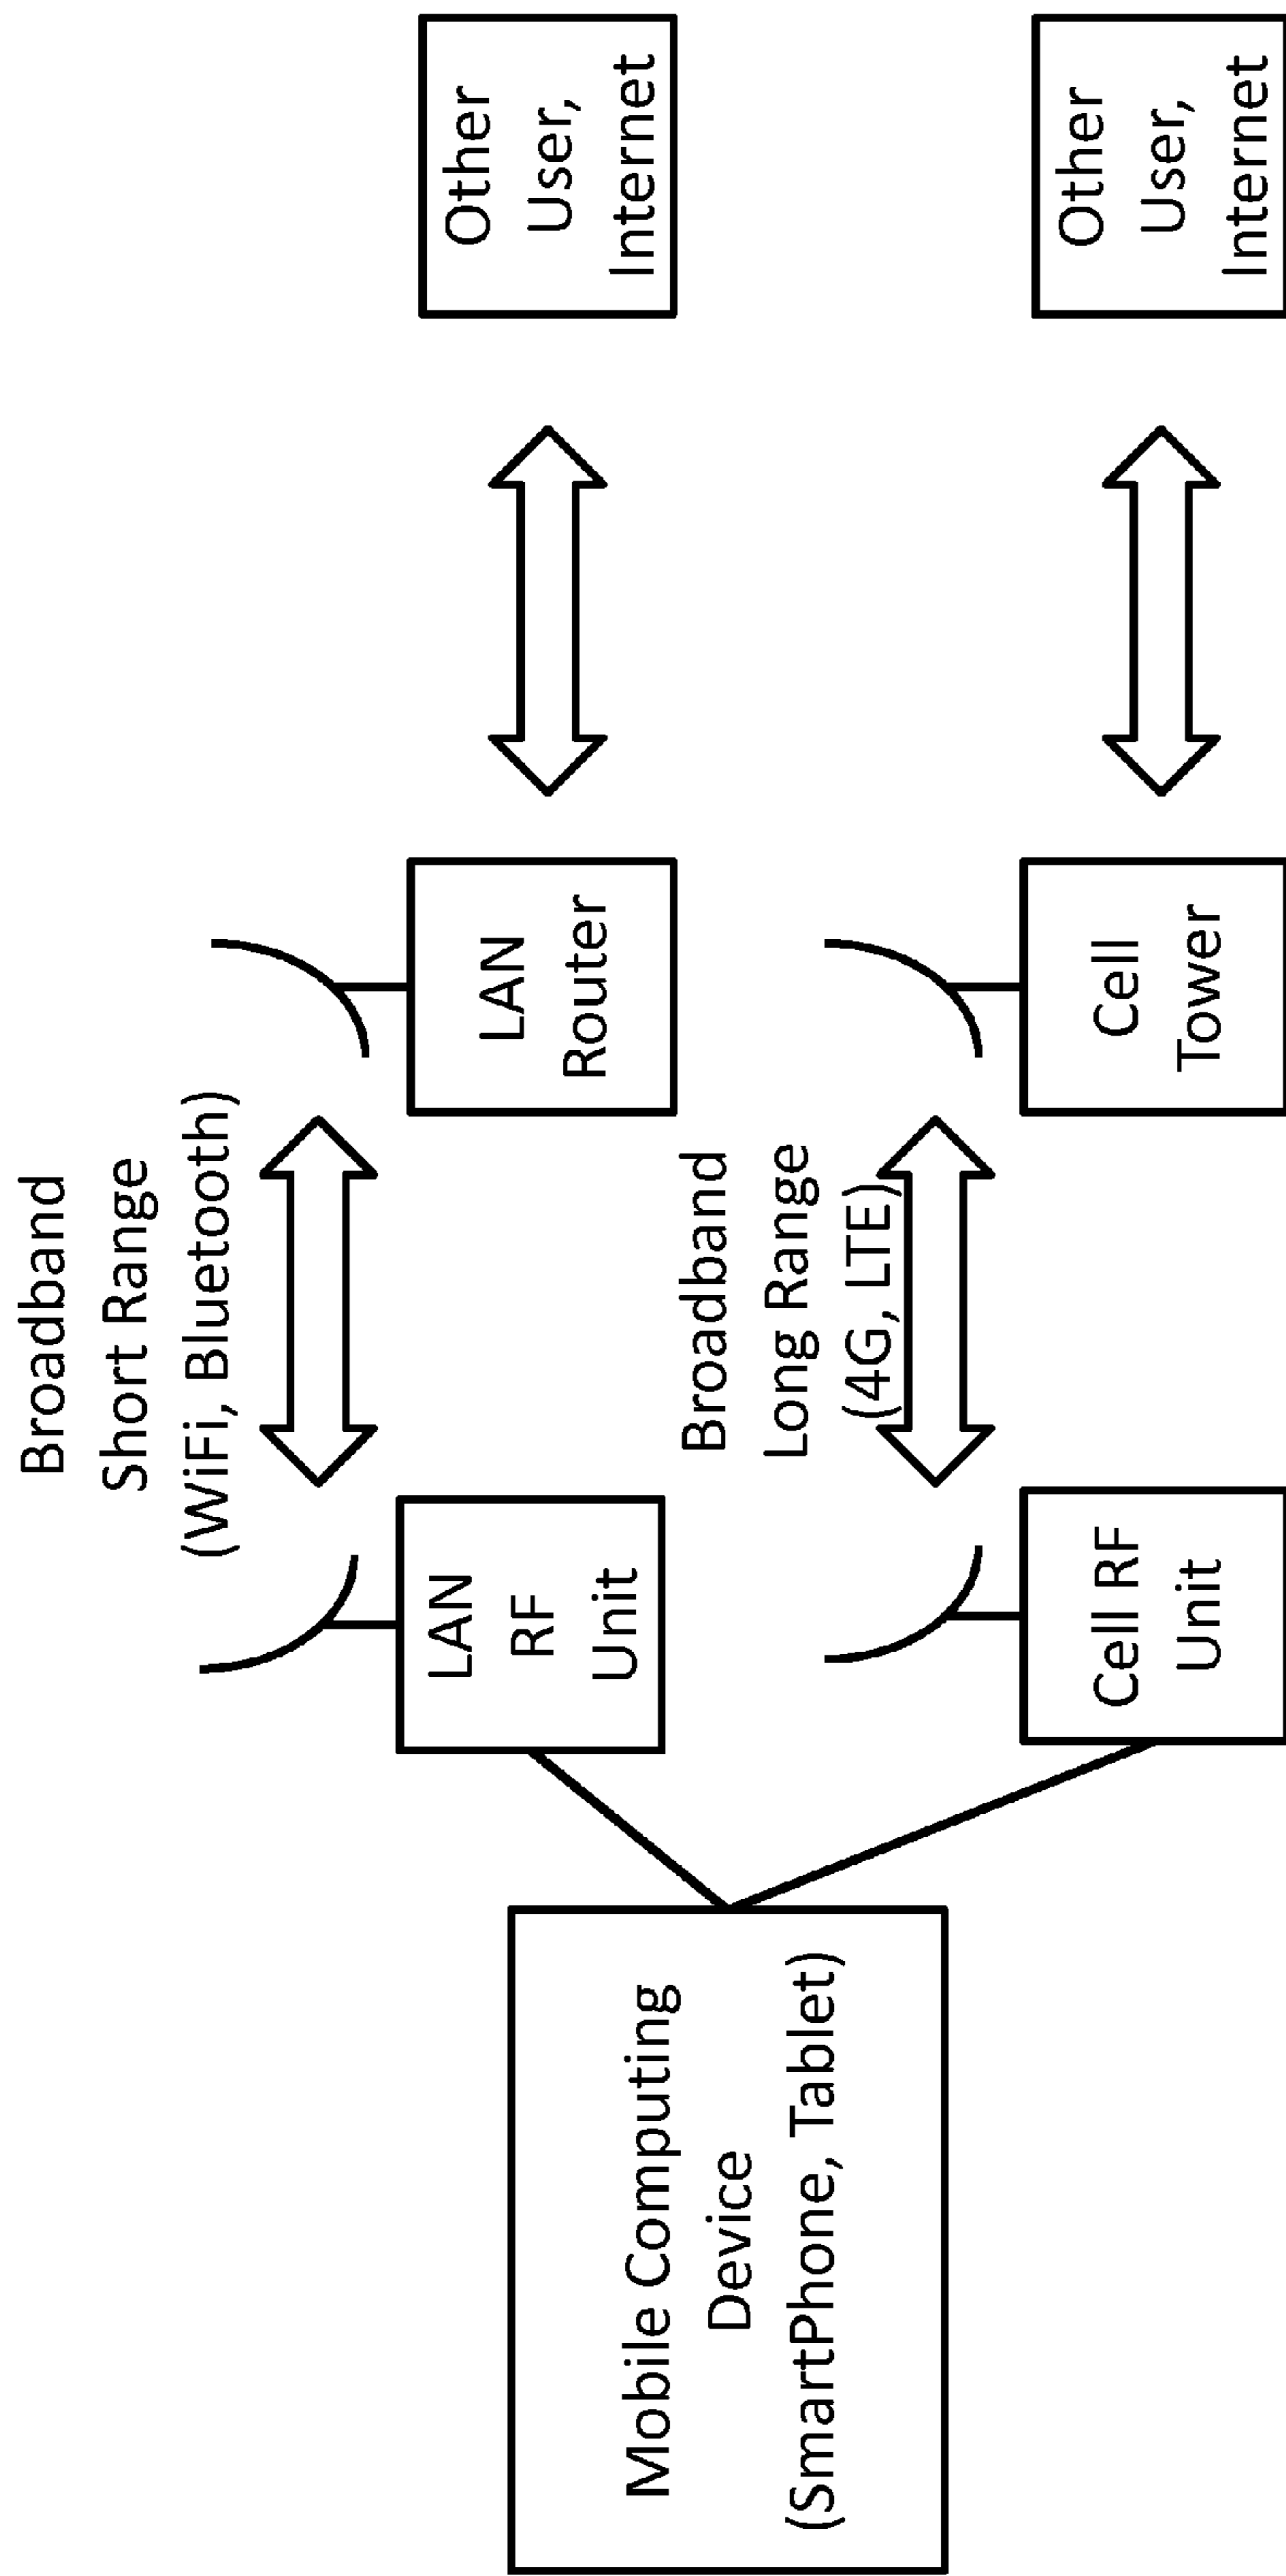 Broadband
Short Range
(WiFi, Bluetooth)
LAN
RF
Unit
LAN
Router
Other
User,
Internet
Mobile Computing
Device
(SmartPhone, Tablet)
Broadband
Long Range
(4G, LTE)
Cell RF
Unit
Cell
Tower
Other
User,
Internet